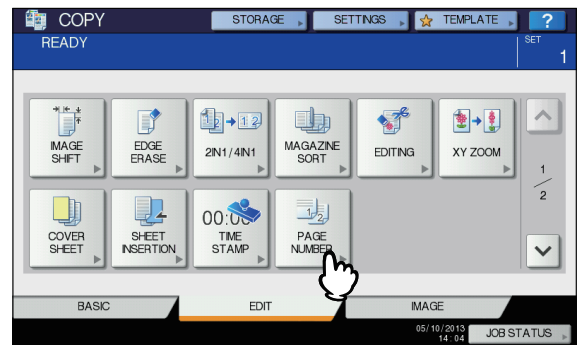 COPY
STORAGE
SETTINGS
TEMPLATE
?
READY
SET
1
IMAGE
SHIFT
EDGE
ERASE
2IN1/4IN1
MAGAZINE
SORT
EDITING
XY ZOOM
1
2
COVER
SHEET
SHEET
INSERTION
00:00
TIME
STAMP
PAGE
NUMBER
BASIC
EDIT
IMAGE
05/10/2013
14:04
JOB STATUS